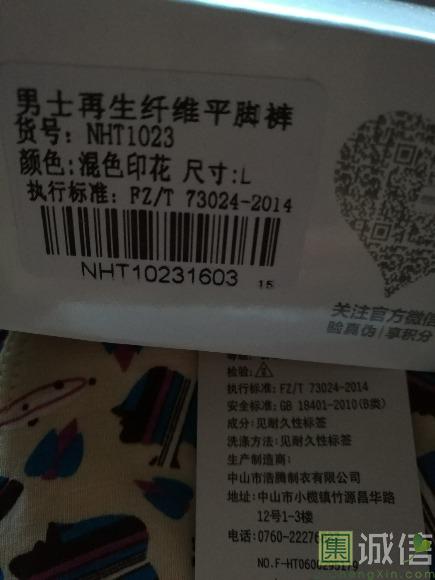 男士再生纤维平脚裤
货号: NHT1023
颜色:混色印花 尺寸:L
执行标准: FZ/T 73024-2014
NHT10231603 15
关注官方微信
验真伪/享积分
检验:
执行标准: FZ/T 73024-2014
安全标准: GB 18401-2010(B类)
成分: 见耐久性标签
洗涤方法: 见耐久性标签
生产制造商:
中山市浩腾制衣有限公司
地址: 中山市小榄镇竹源昌华路
12号1-3楼
电话: 0760-2227
集诚信